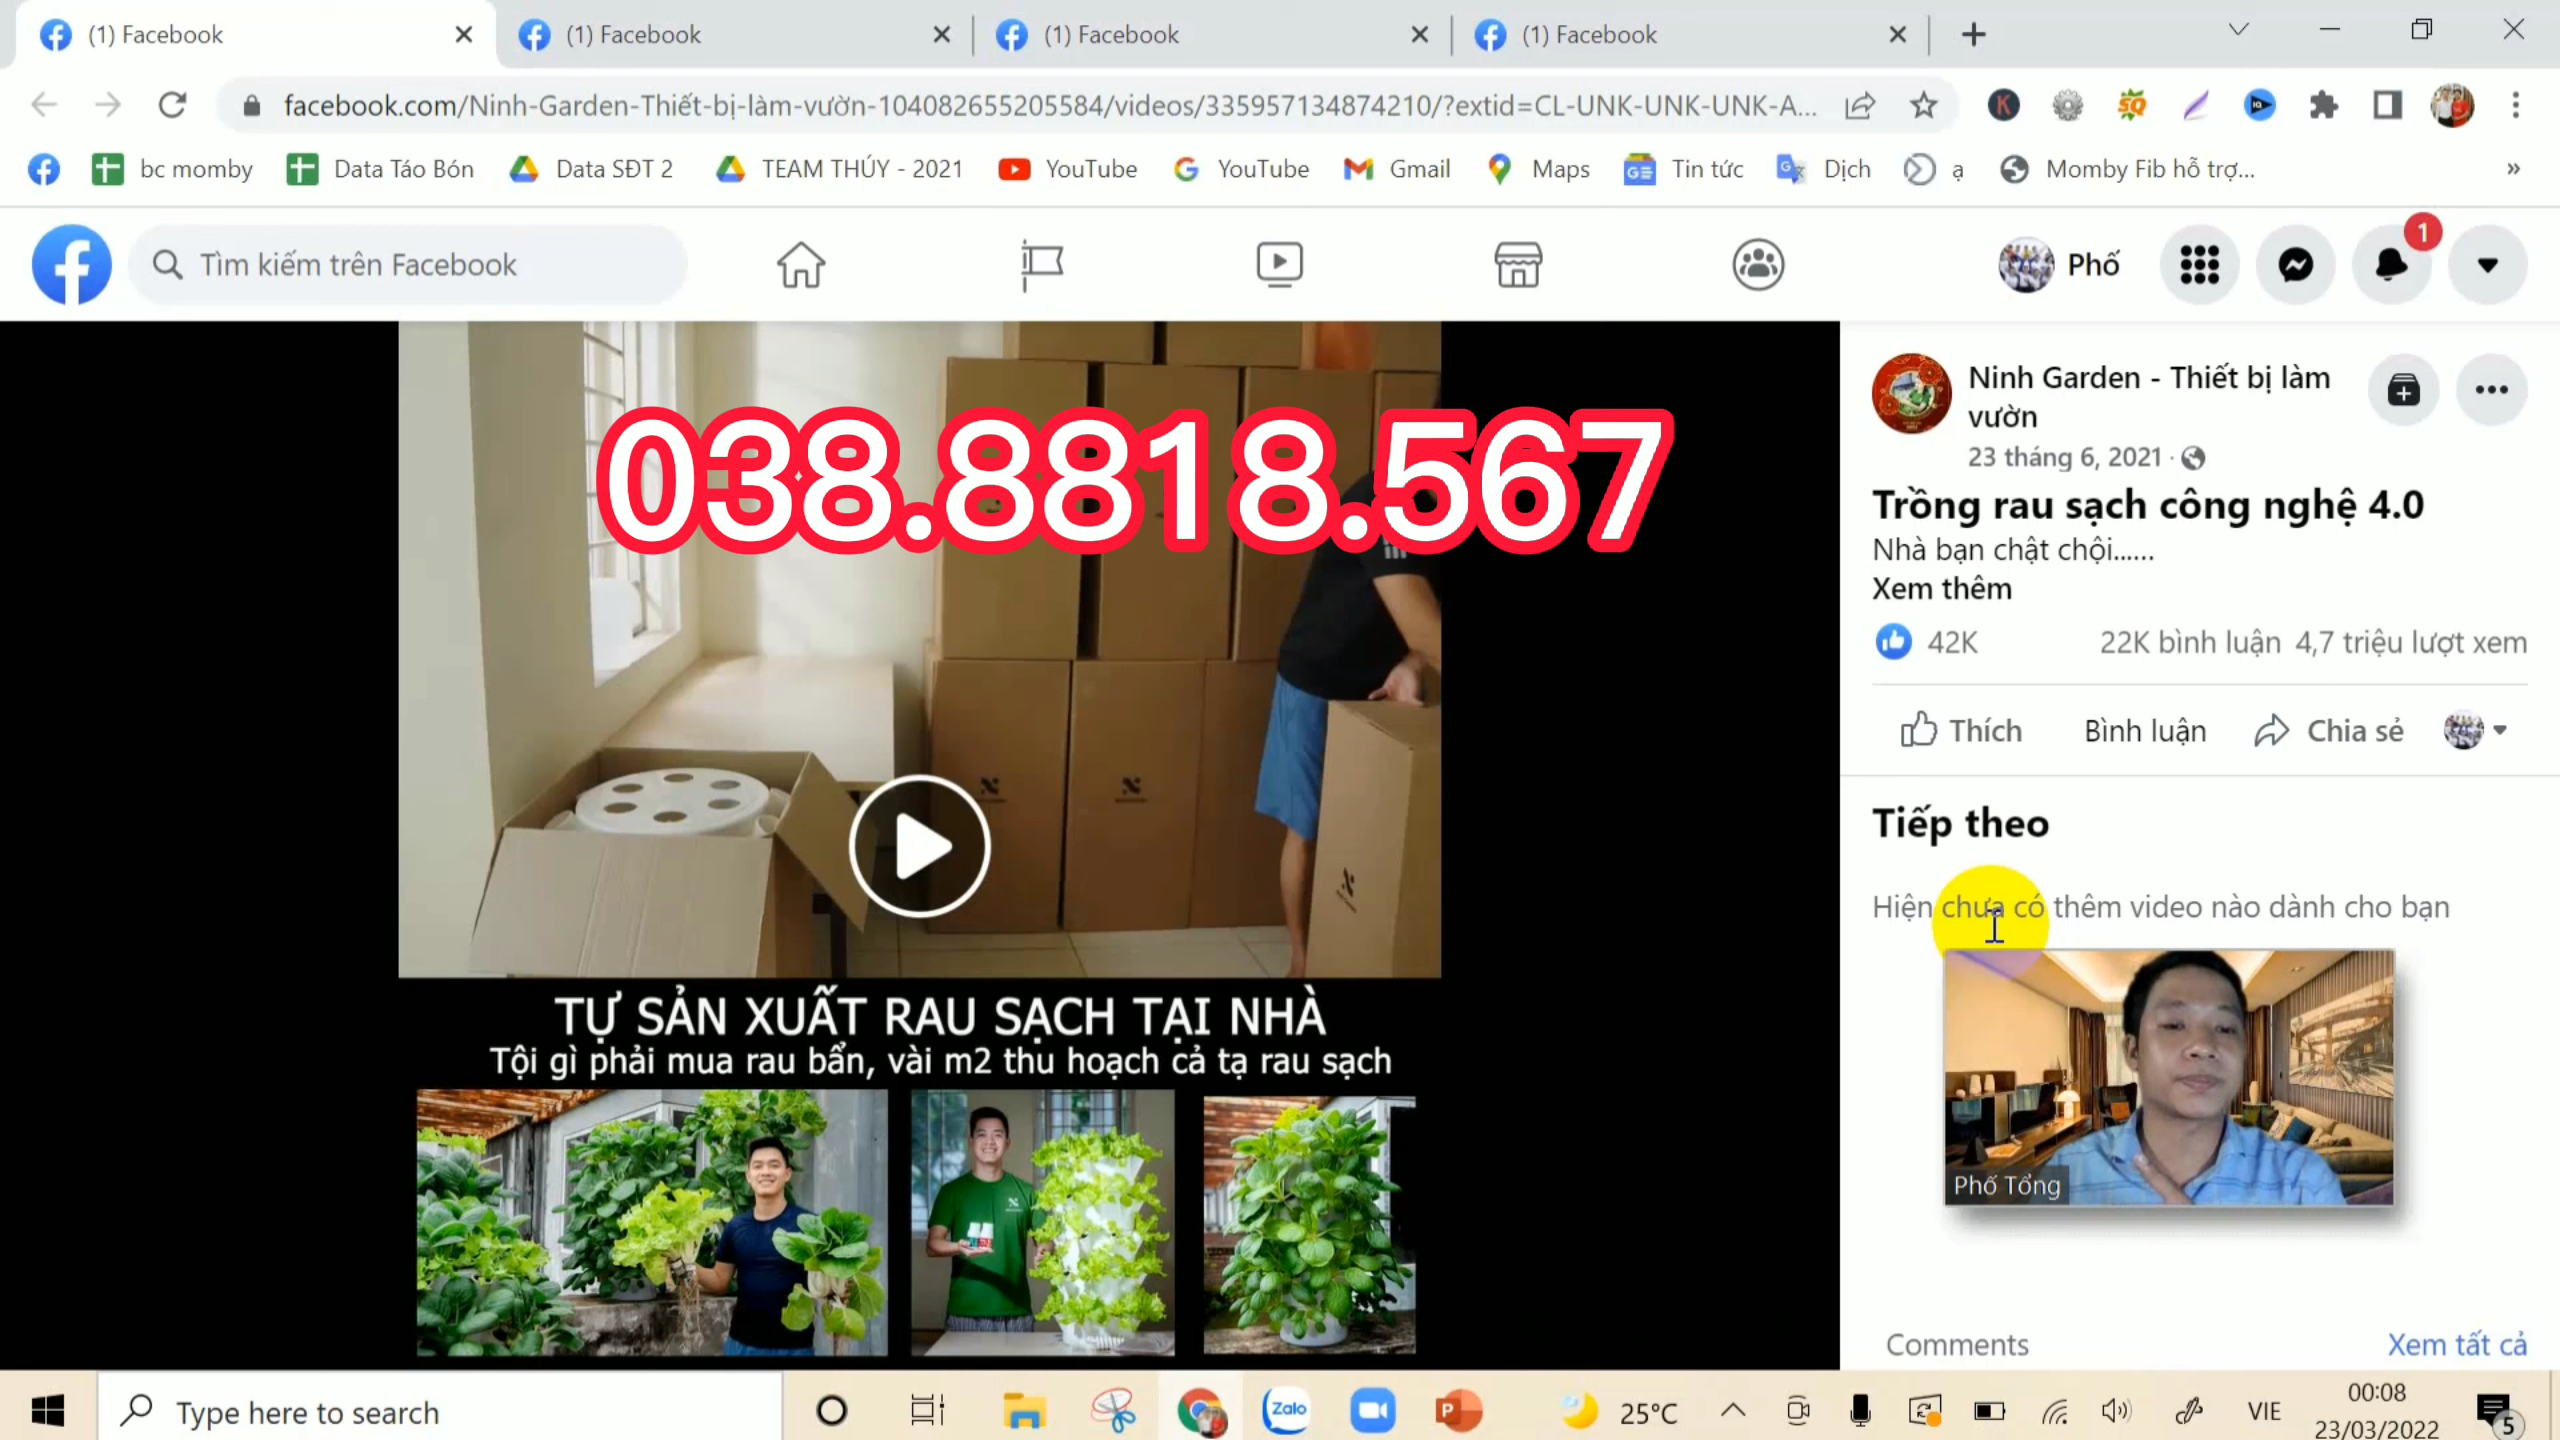 (1) Facebook
(1) Facebook
(1) Facebook
(1) Facebook
facebook.com/Ninh-Garden-Thiết-bị-làm-vườn-104082655205584/videos/335957134874210/?extid=CL-UNK-UNK-UNK-A...
bc momby
Data Táo Bón
Data SĐT 2
TEAM THÚY - 2021
YouTube
YouTube
Gmail
Maps
Tin tức
Dịch
ạ
Momby Fib hỗ trợ...
Tìm kiếm trên Facebook
Phố
1
038.8818.567
TỰ SẢN XUẤT RAU SẠCH TẠI NHÀ
Tội gì phải mua rau bẩn, vài m2 thu hoạch cả tạ rau sạch
Ninh Garden - Thiết bị làm
vườn
23 tháng 6, 2021
Trồng rau sạch công nghệ 4.0
Nhà bạn chật chội......
Xem thêm
42K
22K bình luận 4,7 triệu lượt xem
Thích
Bình luận
Chia sẻ
Tiếp theo
Hiện chưa có thêm video nào dành cho bạn
Phố Tổng
Comments
Xem tất cả
Type here to search
Zalo
25°C
VIE
00:08
23/03/2022
5